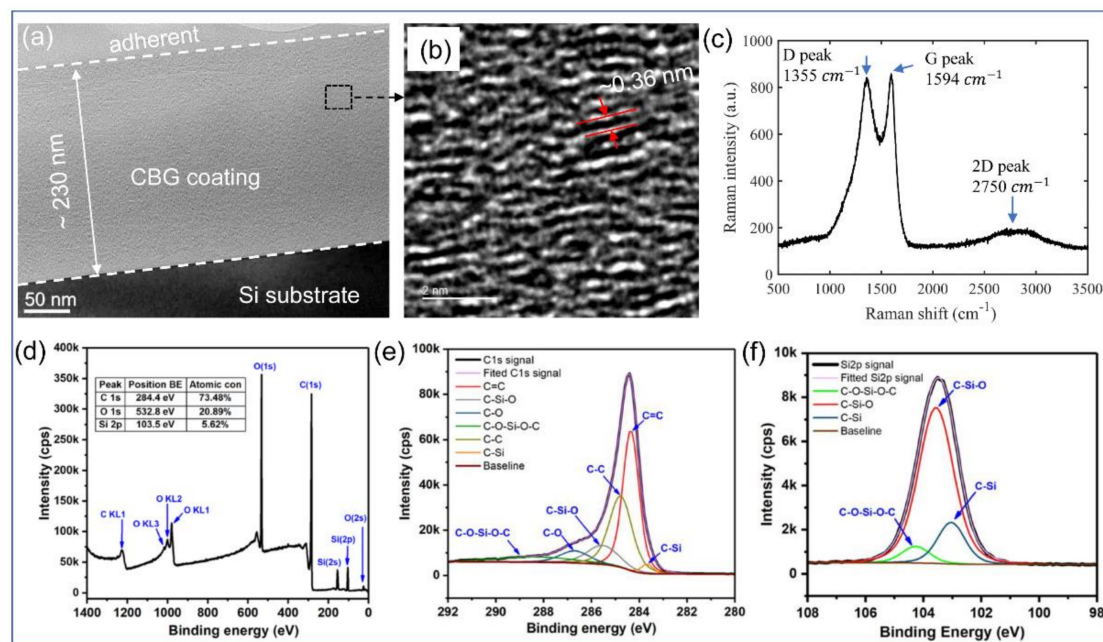 (a)
adherent
~ 230 nm
CBG coating
50 nm
Si substrate
(b)
~0.36 nm
2 nm
(c)
D peak
1355 cm⁻¹
G peak
1594 cm⁻¹
2D peak
2750 cm⁻¹
Raman intensity (a.u.)
1000
800
600
400
200
0
500 1000 1500 2000 2500 3000 3500
Raman shift (cm⁻¹)
(d)
400k
350k
300k
250k
200k
150k
100k
50k
0
Intensity (cps)
Peak Position BE Atomic con
C 1s 284.4 eV 73.48%
O 1s 532.8 eV 20.89%
Si 2p 103.5 eV 5.62%
O(1s)
C(1s)
C KL1
O KL3
O KL2
O KL1
Si(2s)
Si(2p)
O(2s)
1400 1200 1000 800 600 400 200 0
Binding energy (eV)
(e)
100k
80k
60k
40k
20k
0
Intensity (cps)
C1s signal
Fitted C1s signal
C=C
C-Si-O
C-O
C-O-Si-O-C
C-C
C-Si
Baseline
C=C
C-C
C-Si-O
C-O
C-O-Si-O-C
C-Si
292 290 288 286 284 282 280
Binding energy (eV)
(f)
10k
8k
6k
4k
2k
0
Intensity (cps)
Si2p signal
Fitted Si2p signal
C-O-Si-O-C
C-Si-O
C-Si
Baseline
C-Si-O
C-Si
C-O-Si-O-C
108 106 104 102 100 98
Binding Energy (eV)